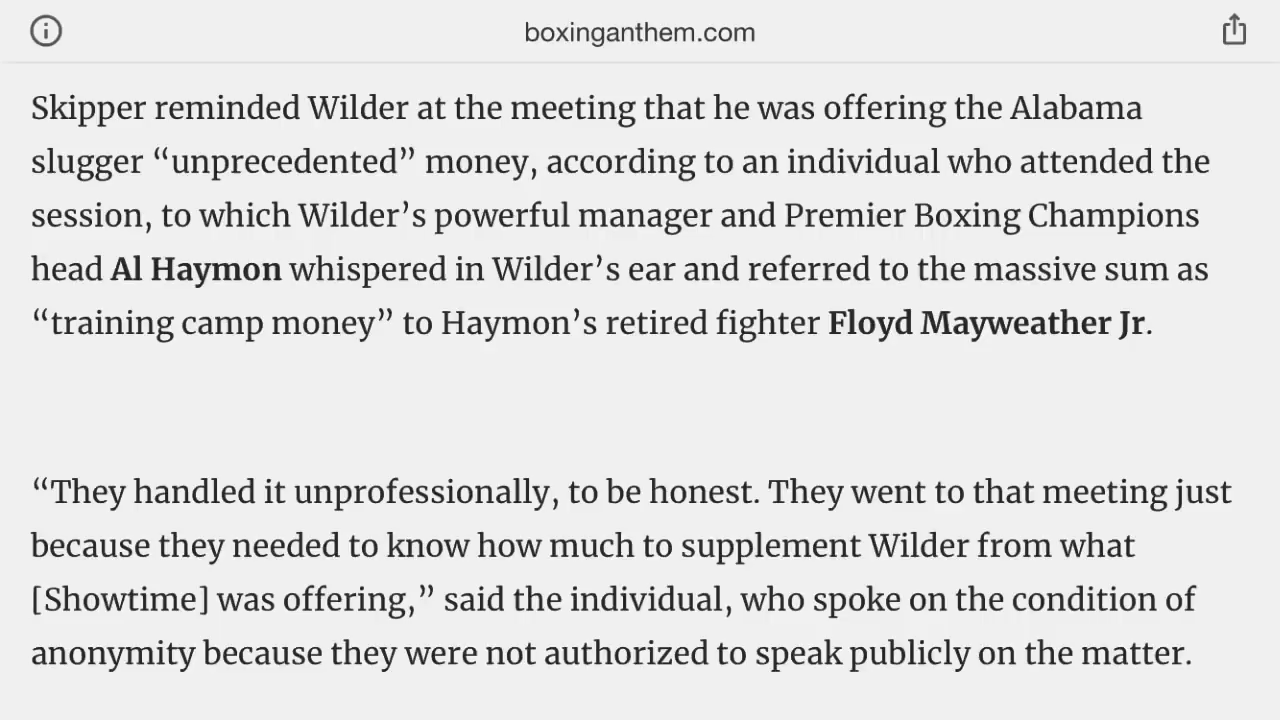 boxinganthem.com
Skipper reminded Wilder at the meeting that he was offering the Alabama
slugger “unprecedented” money, according to an individual who attended the
session, to which Wilder’s powerful manager and Premier Boxing Champions
head Al Haymon whispered in Wilder’s ear and referred to the massive sum as
“training camp money” to Haymon’s retired fighter Floyd Mayweather Jr.
“They handled it unprofessionally, to be honest. They went to that meeting just
because they needed to know how much to supplement Wilder from what
[Showtime] was offering,” said the individual, who spoke on the condition of
anonymity because they were not authorized to speak publicly on the matter.